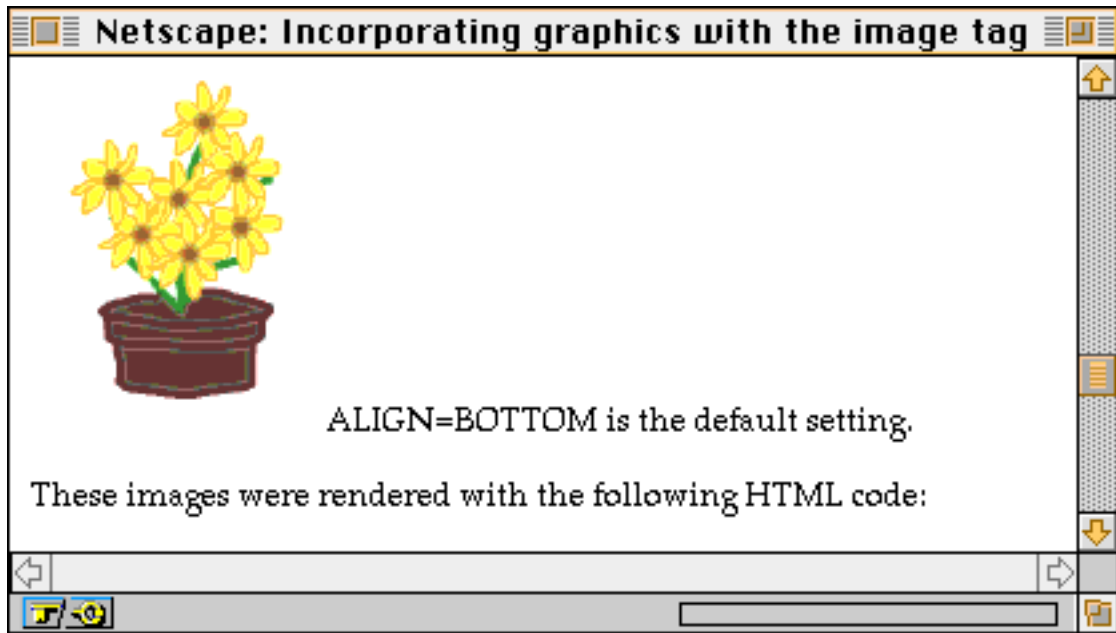 Netscape: Incorporating graphics with the image tag
ALIGN=BOTTOM is the default setting.
These images were rendered with the following HTML code: